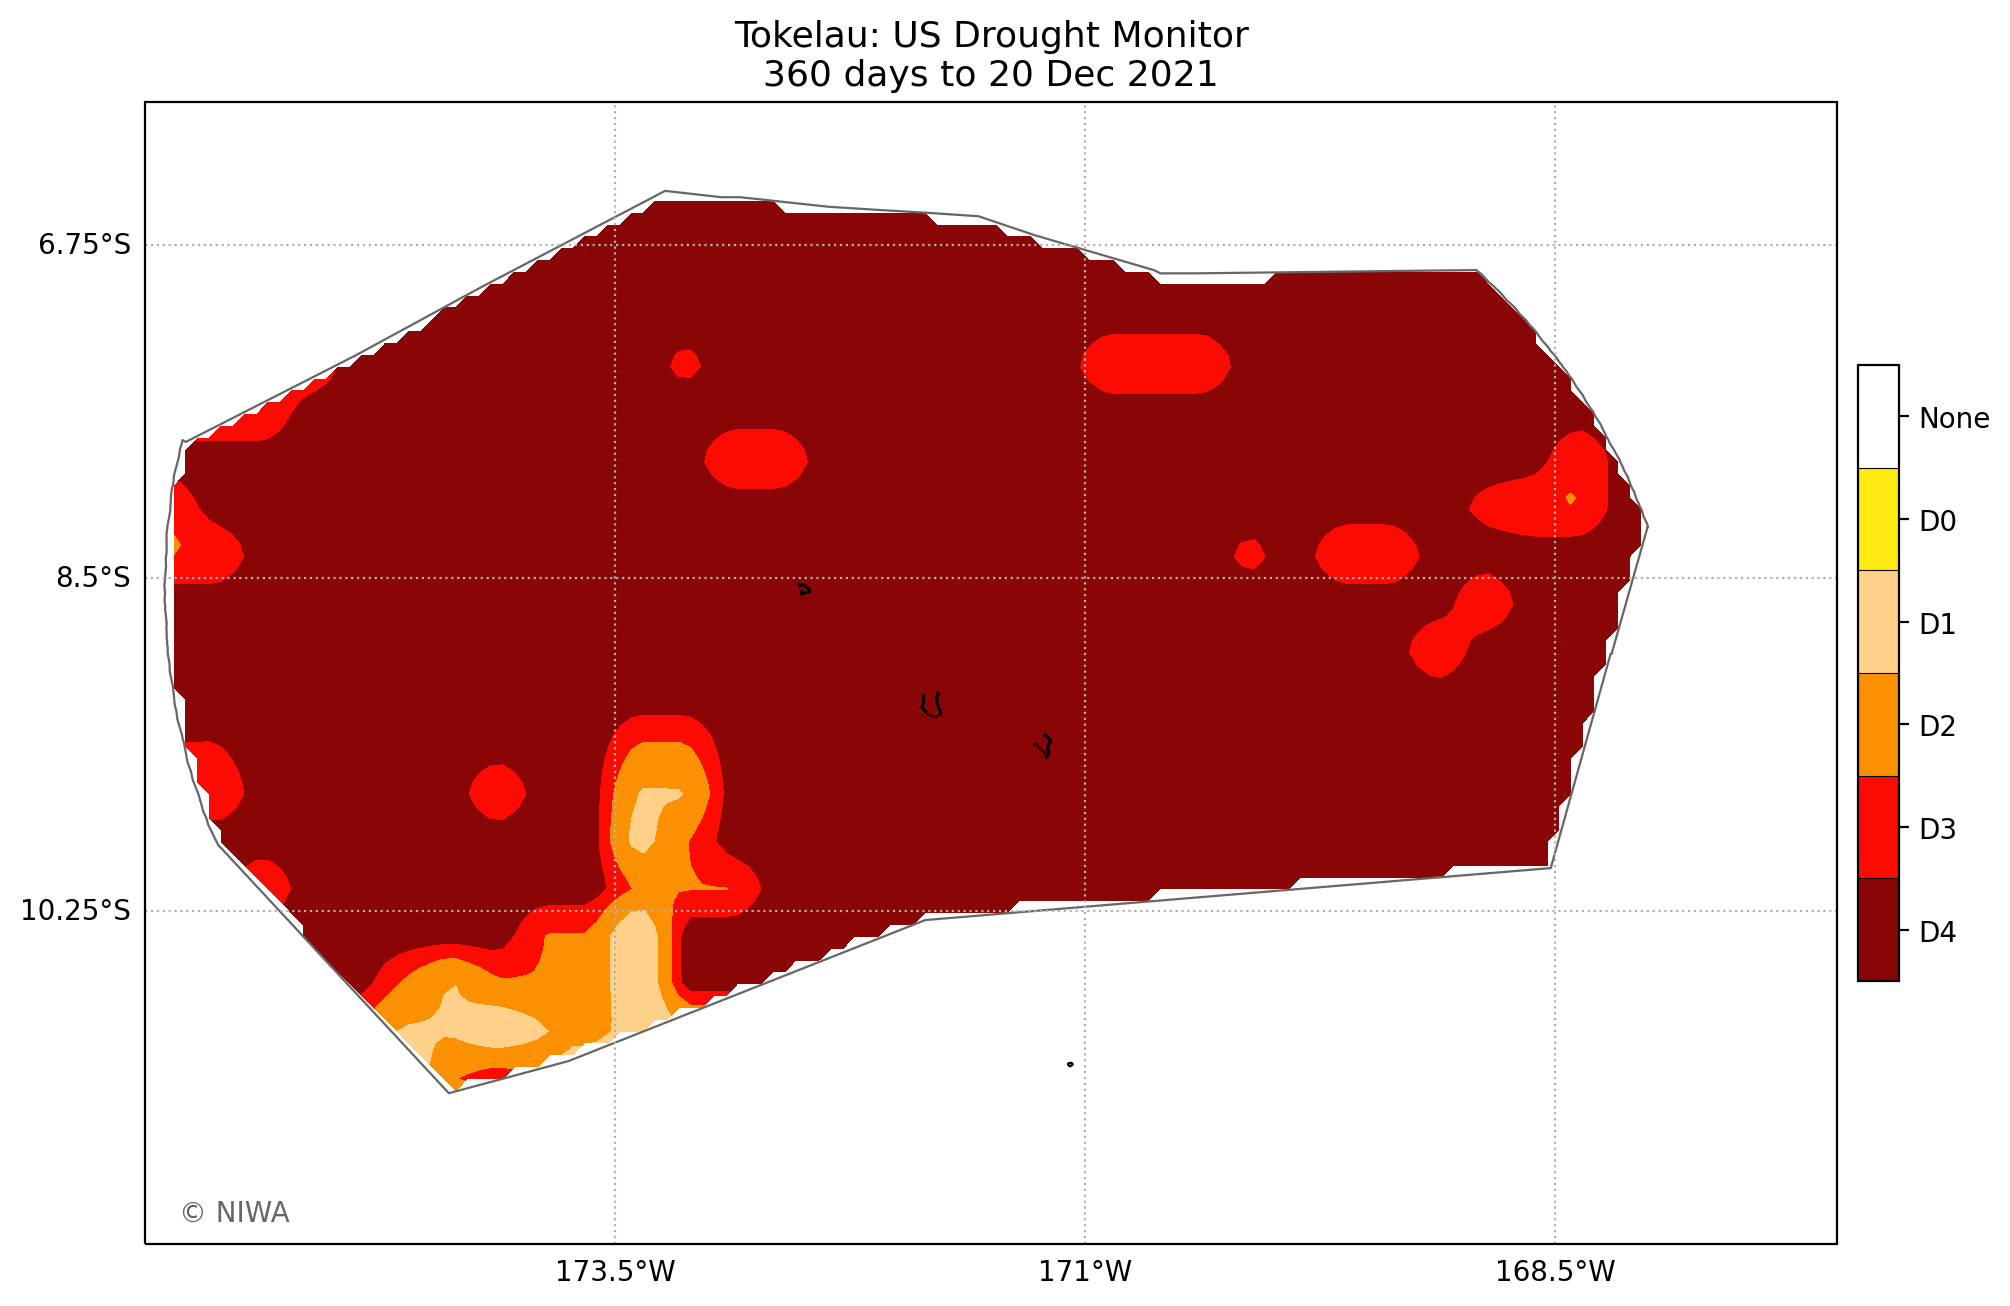 Tokelau: US Drought Monitor
360 days to 20 Dec 2021
6.75°S
8.5°S
10.25°S
173.5°W
171°W
168.5°W
None
D0
D1
D2
D3
D4
© NIWA